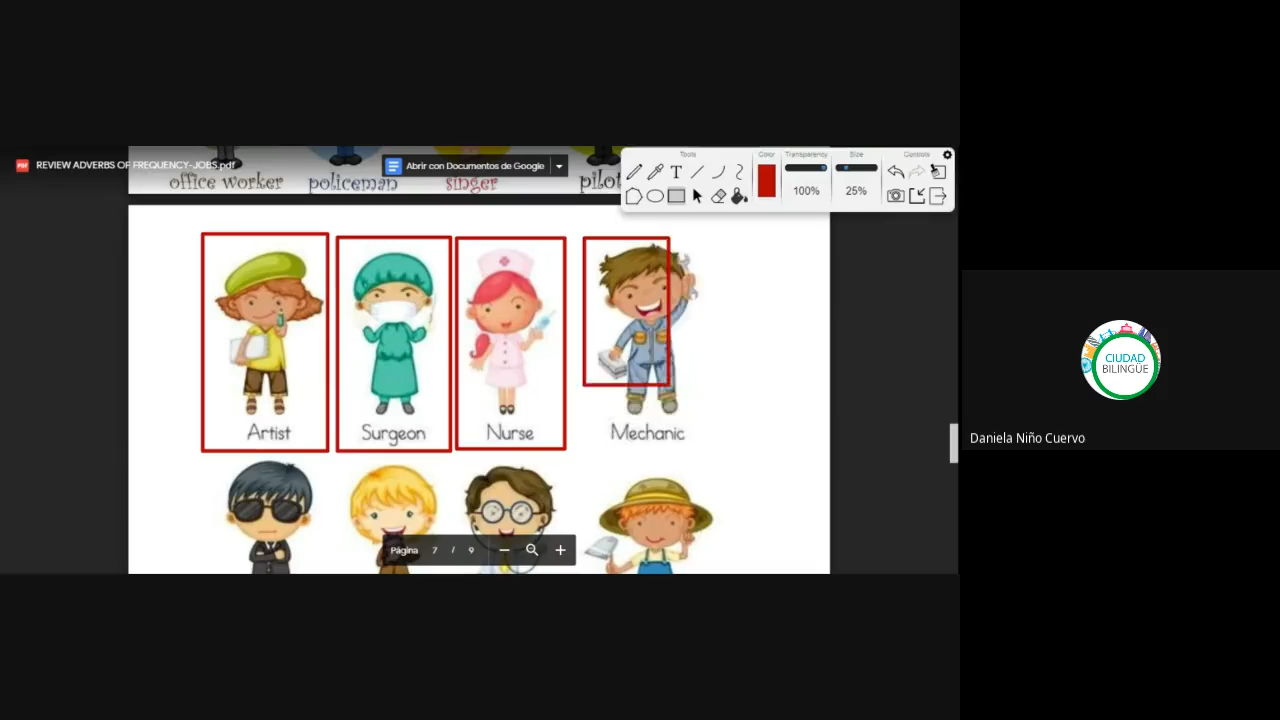 REVIEW ADVERBS OF FREQUENCY-JOBS.pdf
Abrir con Documentos de Google
Tools
Color
Transparency
Size
Controls
T
100%
25%
office worker
policeman
singer
pilot
Artist
Surgeon
Nurse
Mechanic
Página 7 / 9
CIUDAD
BILINGÜE
Daniela Niño Cuervo